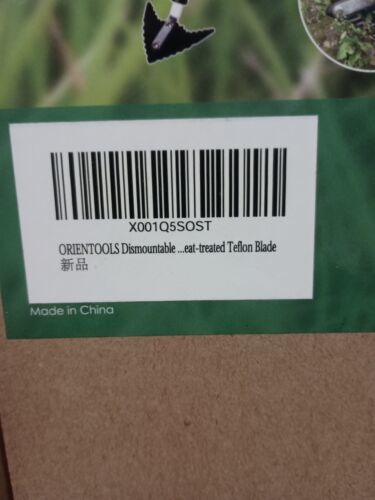 X001Q5SOST
ORIENTOOLS Dismountable ...eat-treated Teflon Blade
新品
Made in China